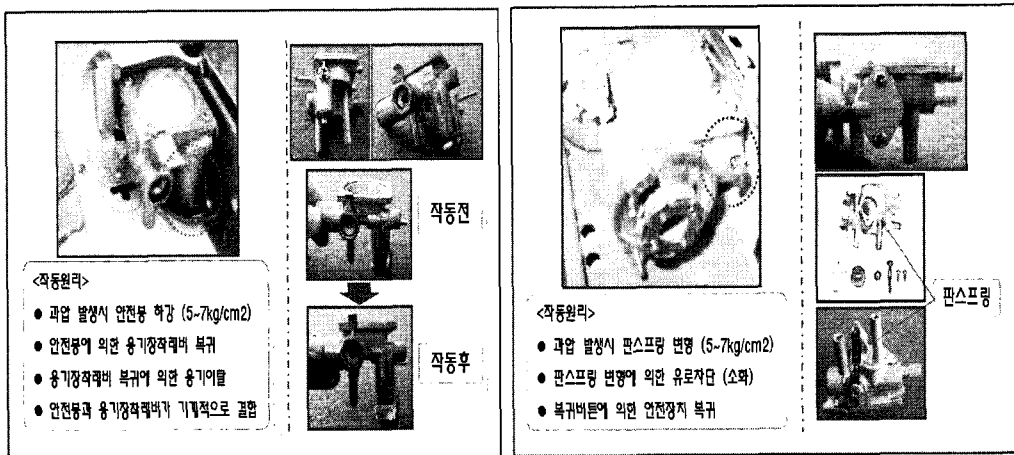 <작동원리>
● 과압 발생시 안전봉 하강 (5~7kg/cm2)
● 안전봉에 의한 용기장착레버 복귀
● 용기장착레비 복귀에 의한 용기이탈
● 안전봉과 용기장착레버가 기계적으로 결합
작동전
작동후
<작동원리>
● 과압 발생시 판스프링 변형 (5~7kg/cm2)
● 판스프링 변형에 의한 유로차단 (소화)
● 복귀버튼에 의한 안전장치 복귀
판스프링